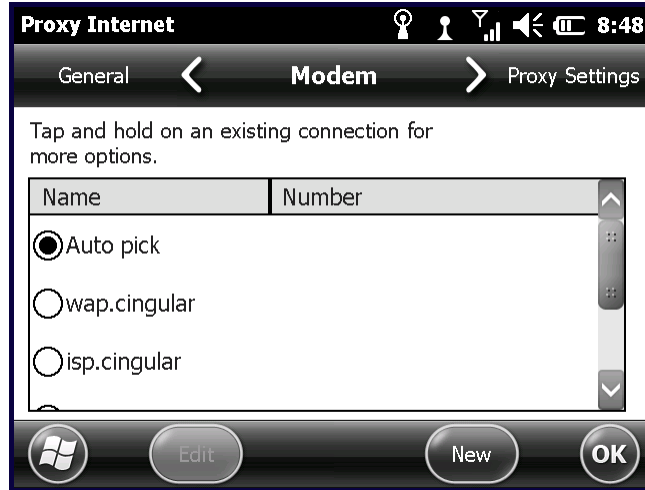 Proxy Internet 8:48
General Modem Proxy Settings
Tap and hold on an existing connection for
more options.
Name Number
Auto pick
wap.cingular
isp.cingular
Edit New OK